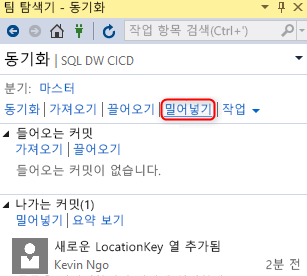 팀 탐색기 - 동기화
작업 항목 검색(Ctrl+')
동기화 | SQL DW CICD
분기: 마스터
동기화 | 가져오기 | 끌어오기 | 밀어넣기 | 작업
들어오는 커밋
가져오기 | 끌어오기
들어오는 커밋이 없습니다.
나가는 커밋(1)
밀어넣기 | 요약 보기
새로운 LocationKey 열 추가됨
Kevin Ngo 2분 전